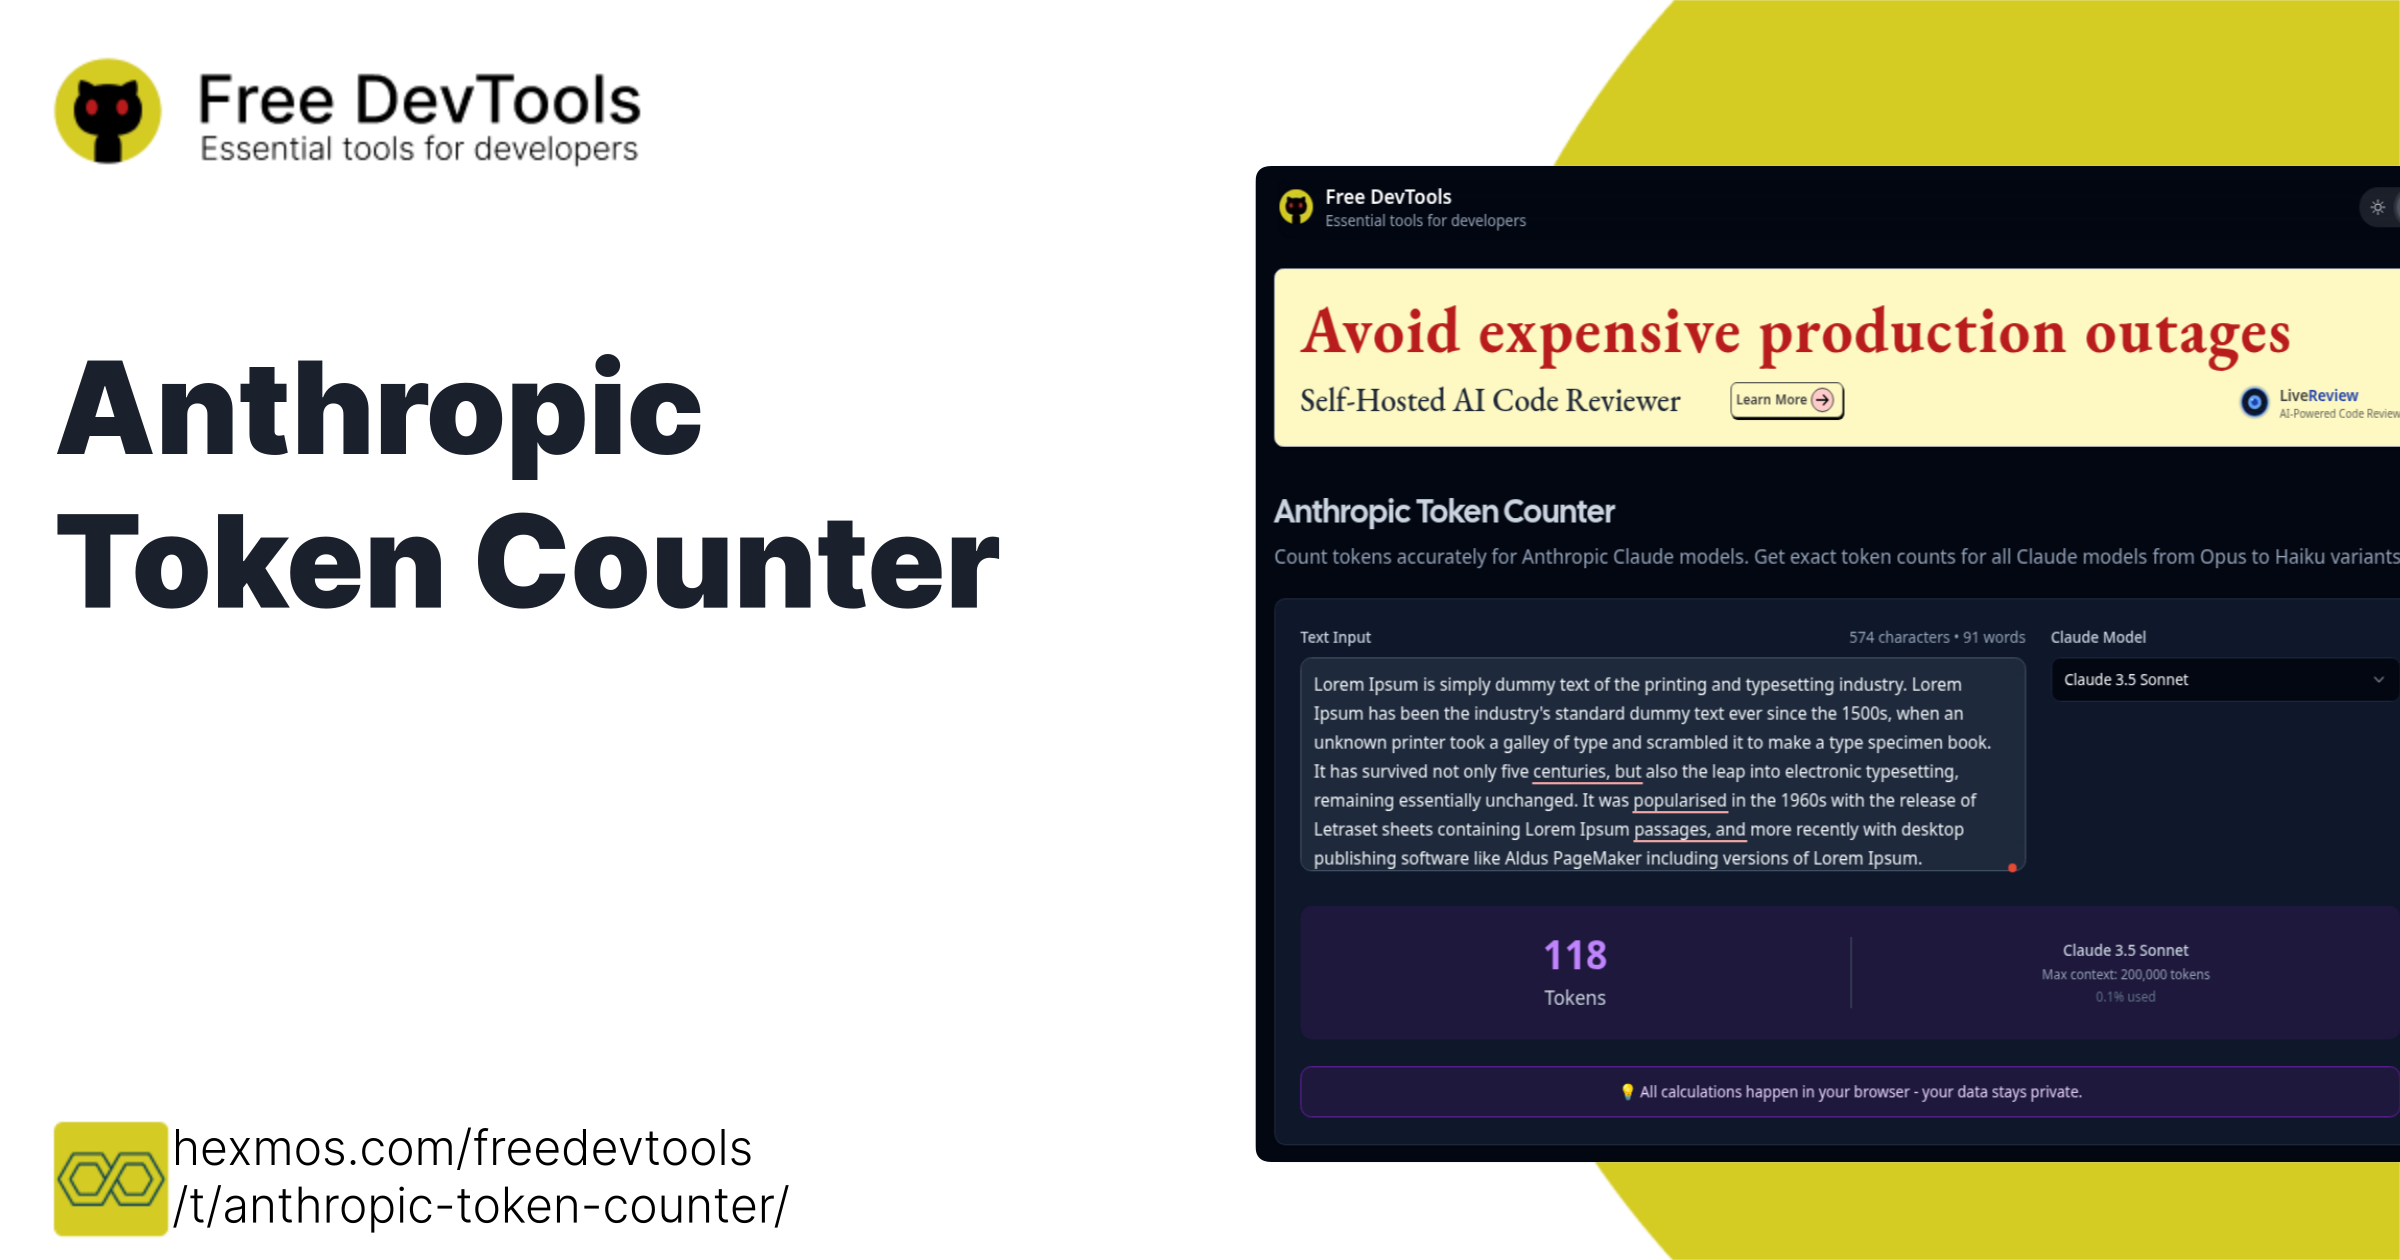 Free DevTools
Essential tools for developers
Anthropic
Token Counter
hexmos.com/freedevtools
/t/anthropic-token-counter/
Free DevTools
Essential tools for developers
Avoid expensive production outages
Self-Hosted AI Code Reviewer
Learn More
LiveReview
AI-Powered Code Review
Anthropic Token Counter
Count tokens accurately for Anthropic Claude models. Get exact token counts for all Claude models from Opus to Haiku variants
Text Input
574 characters • 91 words
Claude Model
Claude 3.5 Sonnet
Lorem Ipsum is simply dummy text of the printing and typesetting industry. Lorem
Ipsum has been the industry's standard dummy text ever since the 1500s, when an
unknown printer took a galley of type and scrambled it to make a type specimen book.
It has survived not only five centuries, but also the leap into electronic typesetting,
remaining essentially unchanged. It was popularised in the 1960s with the release of
Letraset sheets containing Lorem Ipsum passages, and more recently with desktop
publishing software like Aldus PageMaker including versions of Lorem Ipsum.
118
Tokens
Claude 3.5 Sonnet
Max context: 200,000 tokens
0.1% used
💡 All calculations happen in your browser - your data stays private.